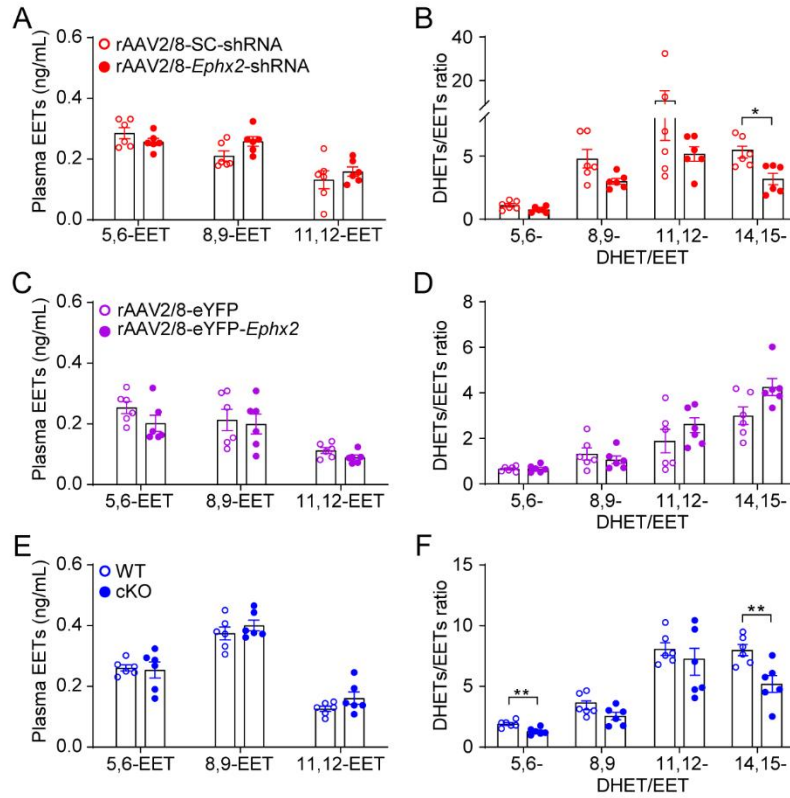 A
Plasma EETs (ng/mL)
0.6
0.4
0.2
0.0
rAAV2/8-SC-shRNA
rAAV2/8-Ephx2-shRNA
5,6-EET 8,9-EET 11,12-EET
B
DHETs/EETs ratio
40
20
5
0
*
5,6- 8,9- 11,12- 14,15-
DHET/EET
C
Plasma EETs (ng/mL)
0.6
0.4
0.2
0.0
rAAV2/8-eYFP
rAAV2/8-eYFP-Ephx2
5,6-EET 8,9-EET 11,12-EET
D
DHETs/EETs ratio
8
6
4
2
0
5,6- 8,9- 11,12- 14,15-
DHET/EET
E
Plasma EETs (ng/mL)
0.6
0.4
0.2
0.0
WT
cKO
5,6-EET 8,9-EET 11,12-EET
F
DHETs/EETs ratio
15
10
5
0
**
**
5,6- 8,9 11,12- 14,15-
DHET/EET